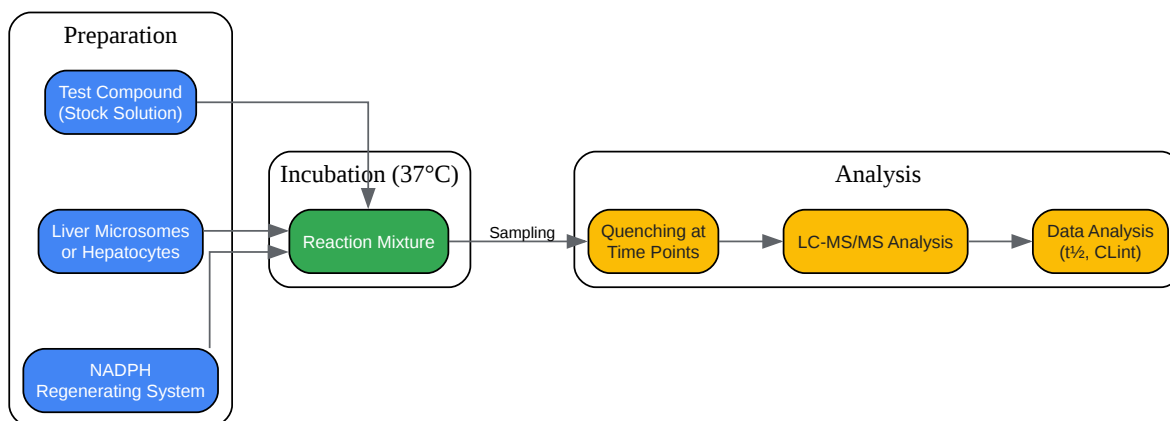 Preparation
Test Compound
(Stock Solution)
Liver Microsomes
or Hepatocytes
NADPH
Regenerating System
Incubation (37°C)
Reaction Mixture
Sampling
Analysis
Quenching at
Time Points
LC-MS/MS Analysis
Data Analysis
(t½, CLint)